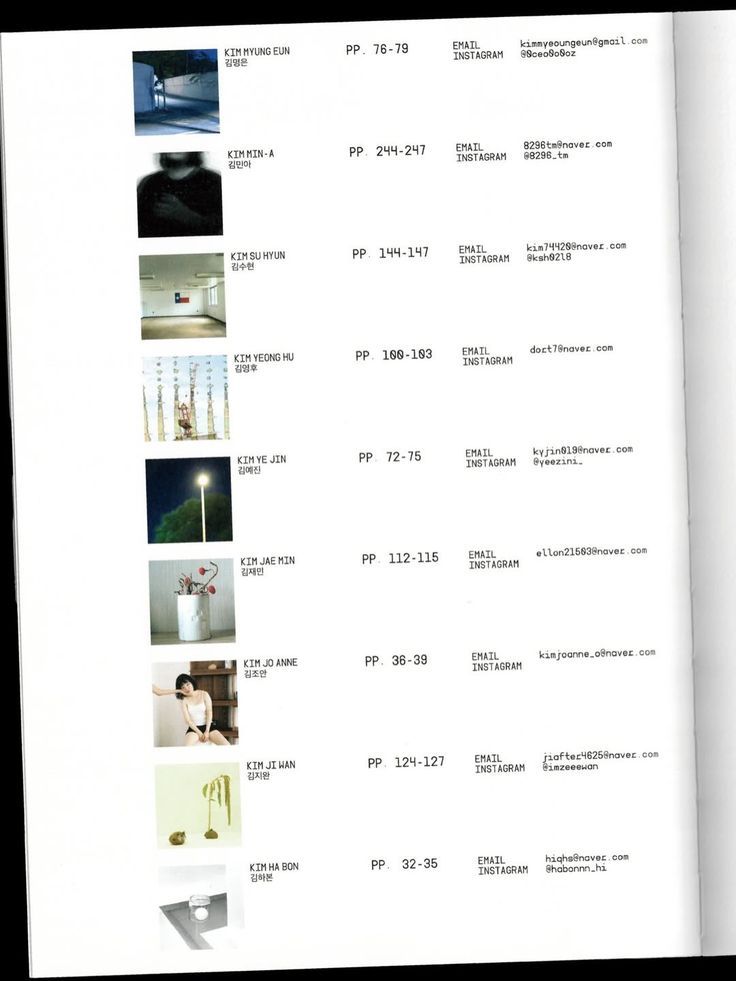 KIM MYUNG EUN PP. 76-79 EMAIL kimmyeoungeun@gmail.com
김명은 INSTAGRAM @0ceo0o0oz
KIM MIN-A PP. 244-247 EMAIL 8296tm@naver.com
김민아 INSTAGRAM @8296_tm
KIM SU HYUN PP. 144-147 EMAIL kim74420@naver.com
김수현 INSTAGRAM @ksh02l8
KIM YEONG HU PP. 100-103 EMAIL dort7@naver.com
김영후 INSTAGRAM
KIM YE JIN PP. 72-75 EMAIL kyjin019@naver.com
김예진 INSTAGRAM @yeezini_
KIM JAE MIN PP. 112-115 EMAIL ellon21503@naver.com
김재민 INSTAGRAM
KIM JO ANNE PP. 36-39 EMAIL kimjoanne_o@naver.com
김조안 INSTAGRAM
KIM JI WAN PP. 124-127 EMAIL jiafter4625@naver.com
김지완 INSTAGRAM @imzeeewan
KIM HA BON PP. 32-35 EMAIL hiqhs@naver.com
김하본 INSTAGRAM @habonnn_hi